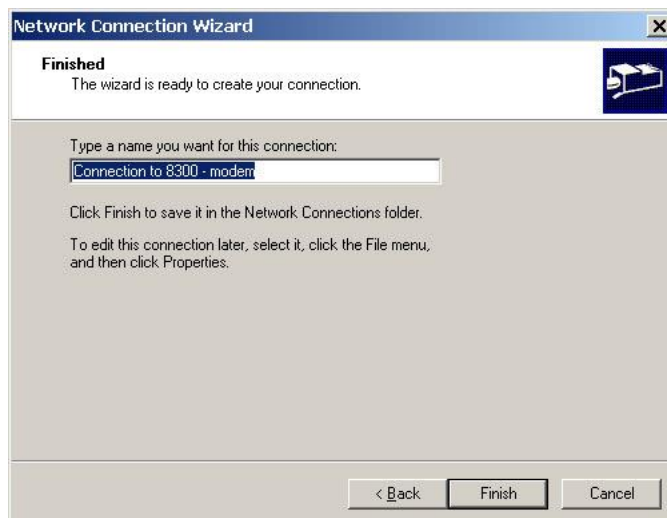 Network Connection Wizard
Finished
The wizard is ready to create your connection.
Type a name you want for this connection:
Connection to 8300 - modem
Click Finish to save it in the Network Connections folder.
To edit this connection later, select it, click the File menu,
and then click Properties.
< Back
Finish
Cancel